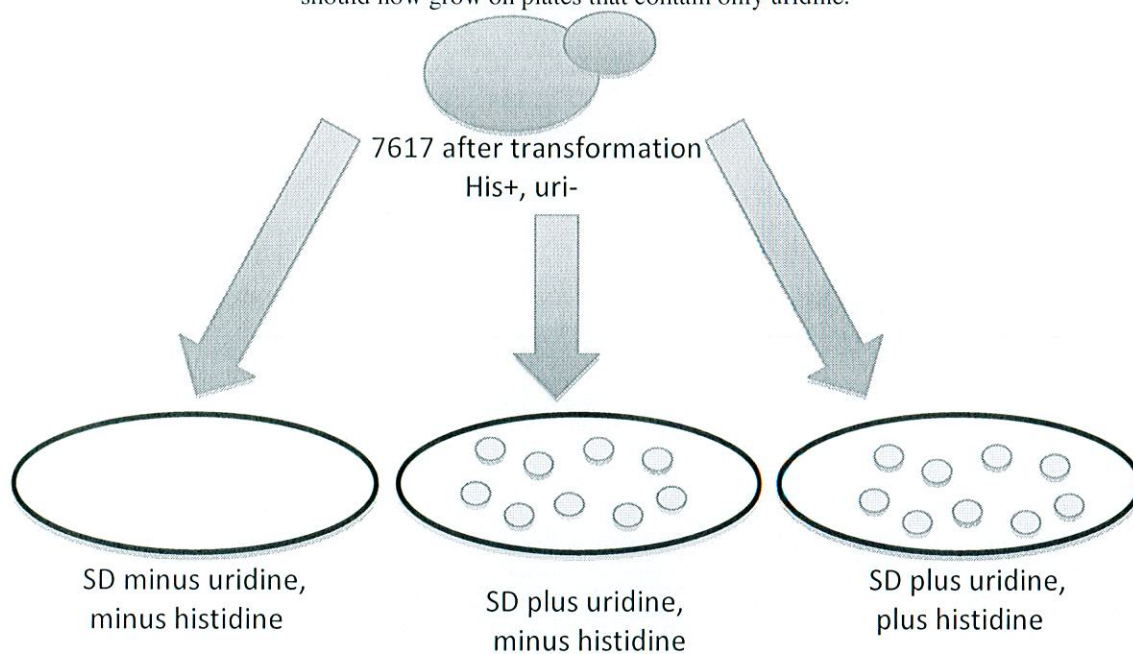 should now grow on plates that contain only uridine.
7617 after transformation
His+, uri-
SD minus uridine,
minus histidine
SD plus uridine,
minus histidine
SD plus uridine,
plus histidine